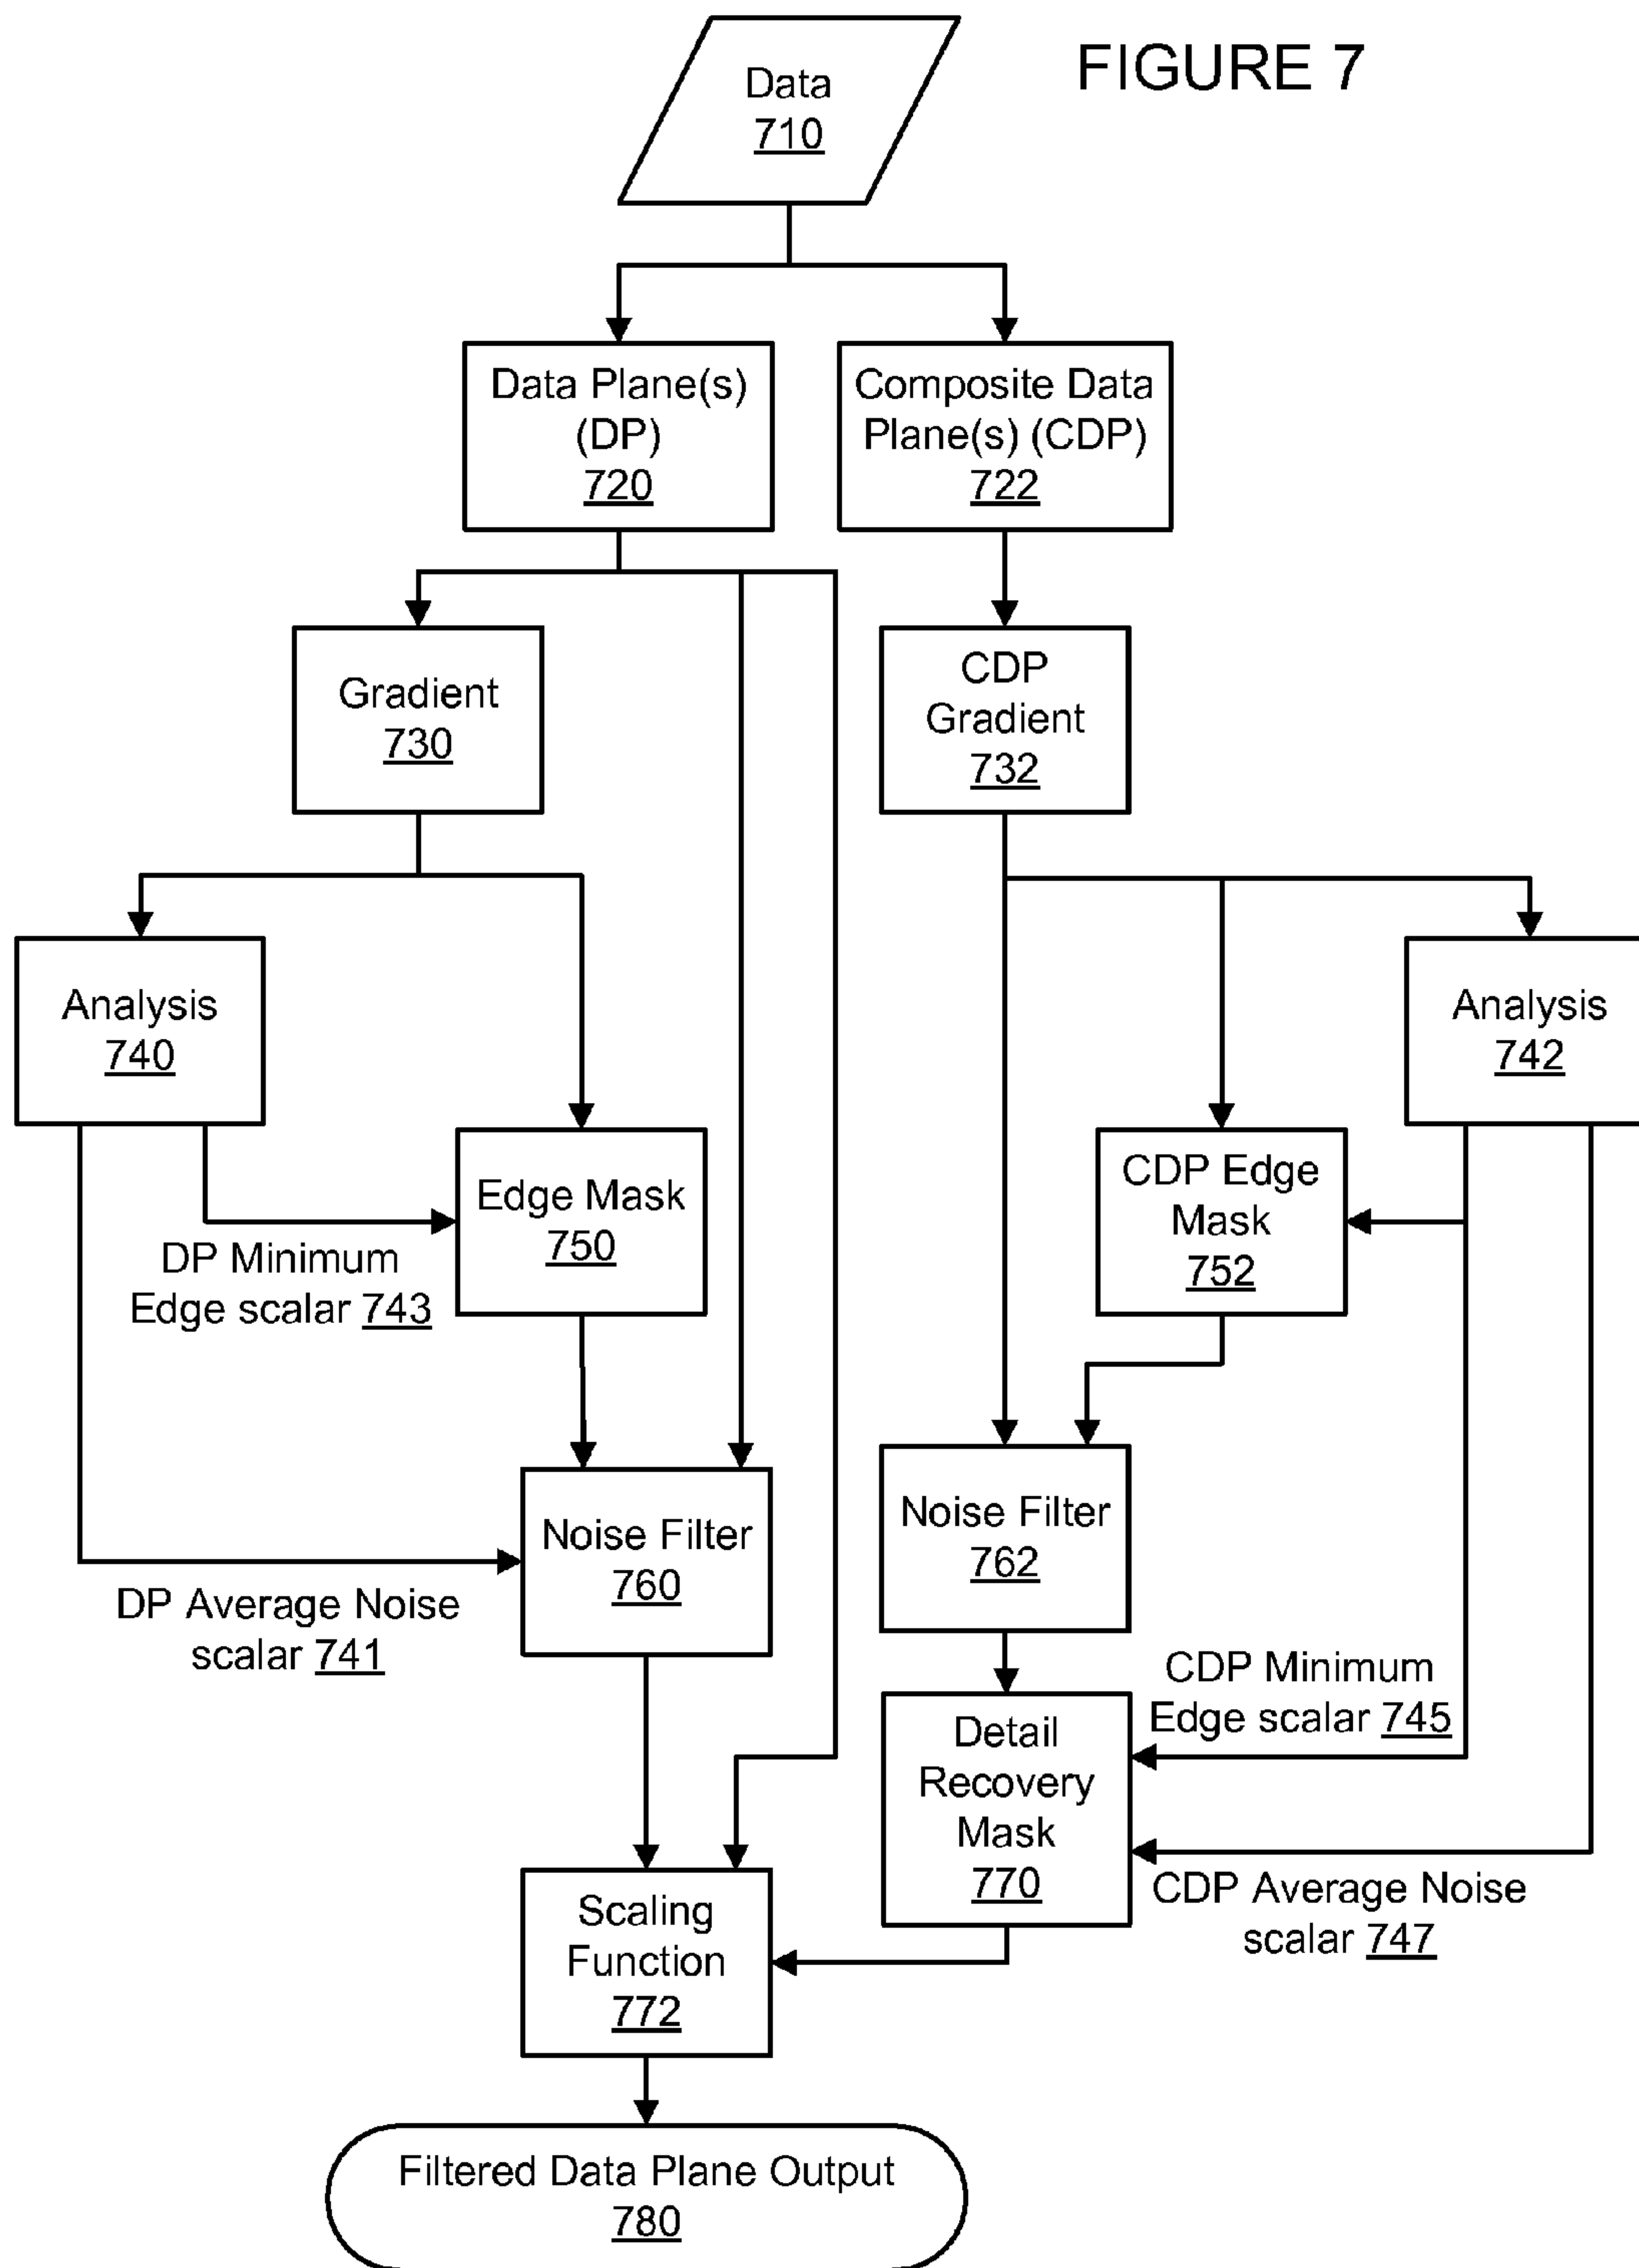 FIGURE 7
Data
710
Data Plane(s)
(DP)
720
Composite Data
Plane(s) (CDP)
722
Gradient
730
CDP
Gradient
732
Analysis
740
Analysis
742
Edge Mask
750
CDP Edge
Mask
752
DP Minimum
Edge scalar 743
Noise Filter
760
Noise Filter
762
DP Average Noise
scalar 741
CDP Minimum
Edge scalar 745
Detail
Recovery
Mask
770
CDP Average Noise
scalar 747
Scaling
Function
772
Filtered Data Plane Output
780